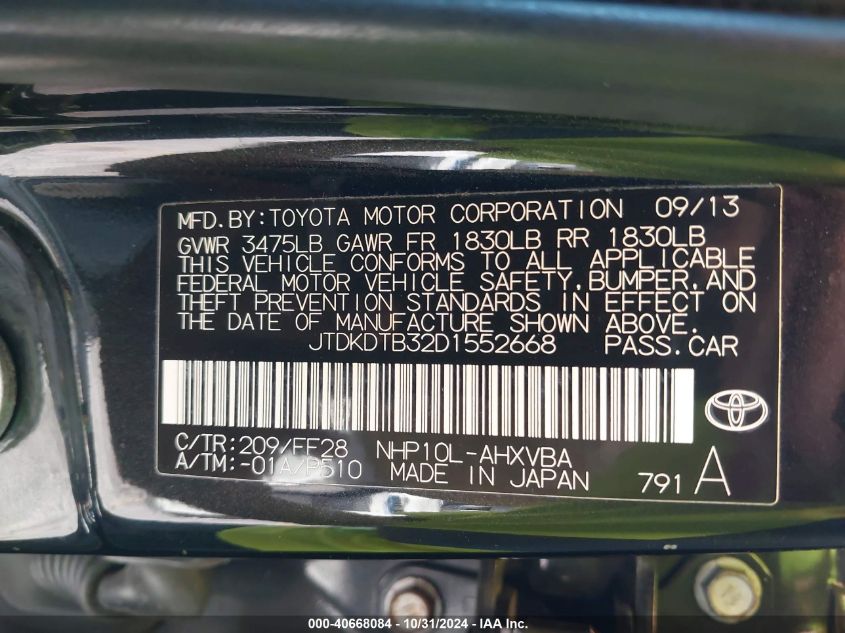 MFD.BY:TOYOTA MOTOR CORPORATION 09/13
GVWR 3475LB GAWR FR 1830LB RR 1830LB
THIS VEHICLE CONFORMS TO ALL APPLICABLE
FEDERAL MOTOR VEHICLE SAFETY,BUMPER,AND
THEFT PREVENTION STANDARDS IN EFFECT ON
THE DATE OF MANUFACTURE SHOWN ABOVE.
JTDKDTB32D1552668 PASS.CAR
C/TR:209/FF28 NHP10L-AHXVBA
A/TM:-01A/P510 MADE IN JAPAN 791 A
000-40668084 - 10/31/2024 - IAA Inc.